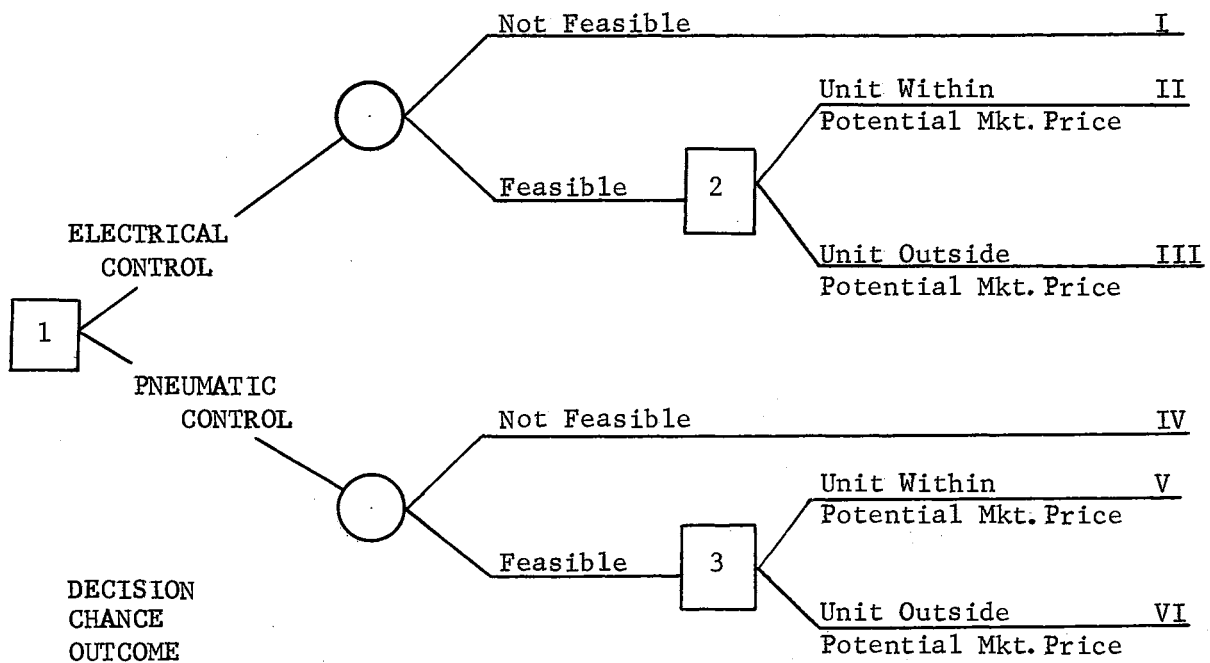 Not Feasible I
Unit Within II
Potential Mkt. Price
Feasible 2
ELECTRICAL
CONTROL
Unit Outside III
Potential Mkt. Price
1
PNEUMATIC
CONTROL
Not Feasible IV
Unit Within V
Potential Mkt. Price
Feasible 3
DECISION
CHANCE
OUTCOME
Unit Outside VI
Potential Mkt. Price